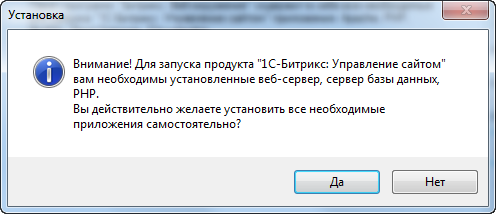 Установка
Внимание! Для запуска продукта "1С-Битрикс: Управление сайтом"
вам необходимы установленные веб-сервер, сервер базы данных,
PHP.
Вы действительно желаете установить все необходимые
приложения самостоятельно?
Да
Нет